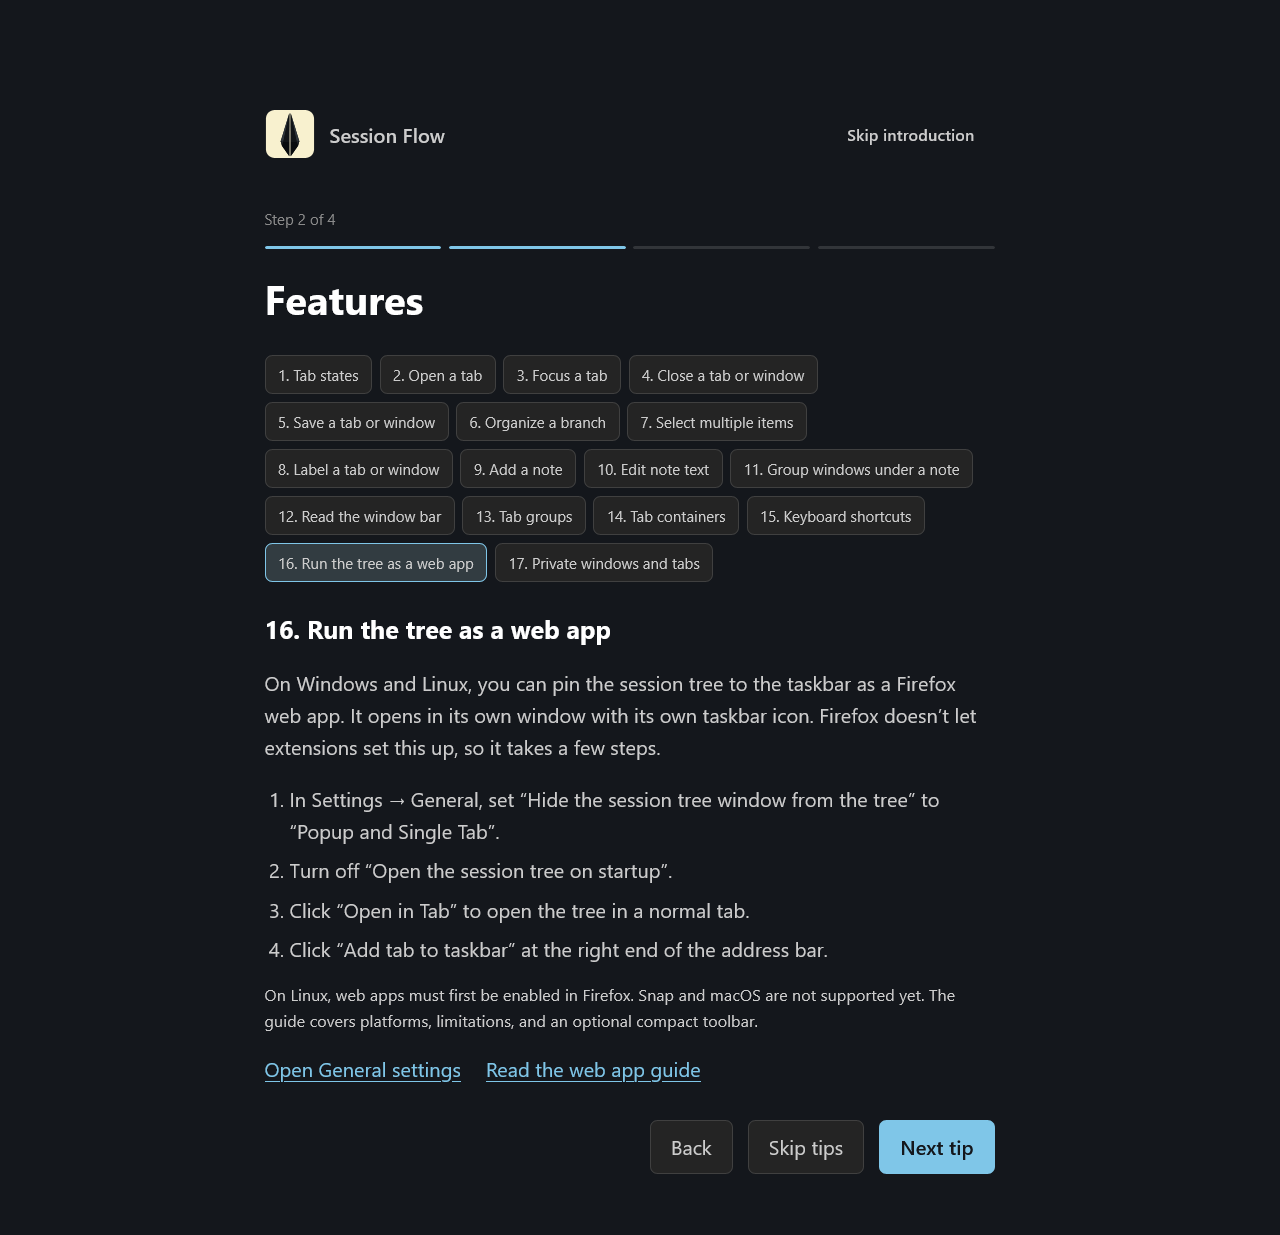 Session Flow
Skip introduction
Step 2 of 4
Features
1. Tab states
2. Open a tab
3. Focus a tab
4. Close a tab or window
5. Save a tab or window
6. Organize a branch
7. Select multiple items
8. Label a tab or window
9. Add a note
10. Edit note text
11. Group windows under a note
12. Read the window bar
13. Tab groups
14. Tab containers
15. Keyboard shortcuts
16. Run the tree as a web app
17. Private windows and tabs
16. Run the tree as a web app
On Windows and Linux, you can pin the session tree to the taskbar as a Firefox
web app. It opens in its own window with its own taskbar icon. Firefox doesn’t let
extensions set this up, so it takes a few steps.
1. In Settings → General, set “Hide the session tree window from the tree” to
“Popup and Single Tab”.
2. Turn off “Open the session tree on startup”.
3. Click “Open in Tab” to open the tree in a normal tab.
4. Click “Add tab to taskbar” at the right end of the address bar.
On Linux, web apps must first be enabled in Firefox. Snap and macOS are not supported yet. The
guide covers platforms, limitations, and an optional compact toolbar.
Open General settings
Read the web app guide
Back
Skip tips
Next tip